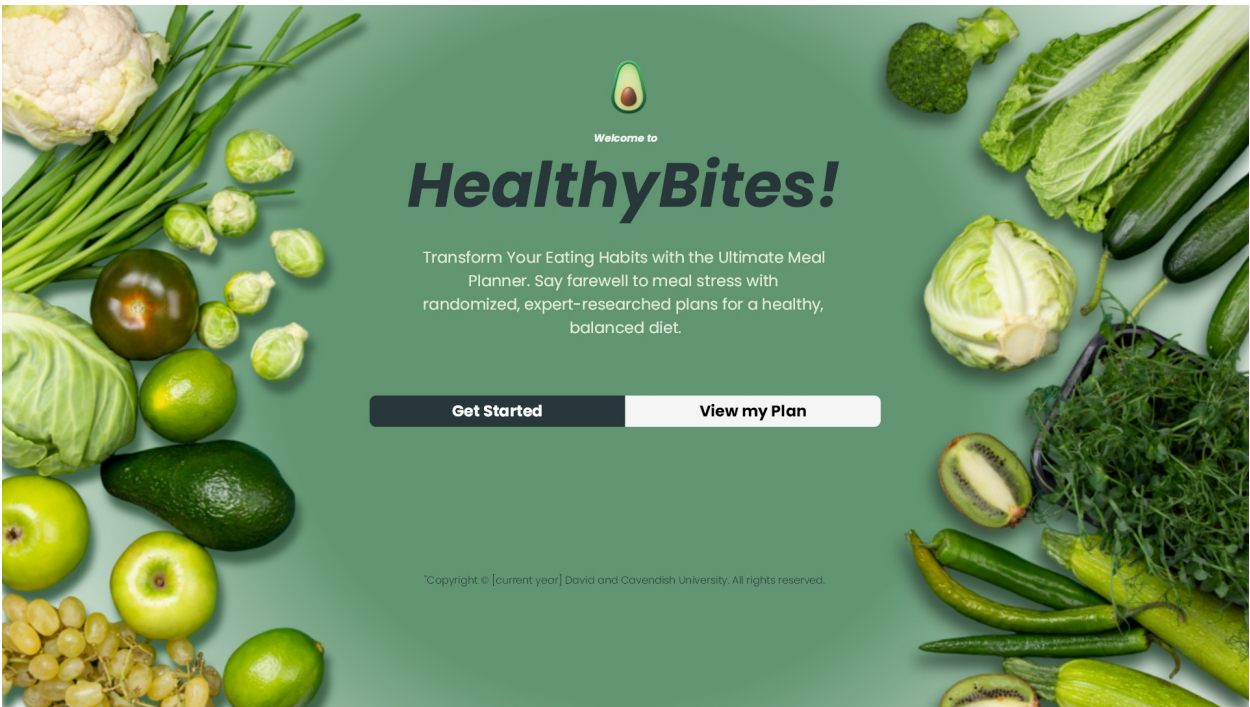 Welcome to
HealthyBites!
Transform Your Eating Habits with the Ultimate Meal
Planner. Say farewell to meal stress with
randomized, expert-researched plans for a healthy,
balanced diet.
Get Started
View my Plan
"Copyright © [current year] David and Cavendish University. All rights reserved.